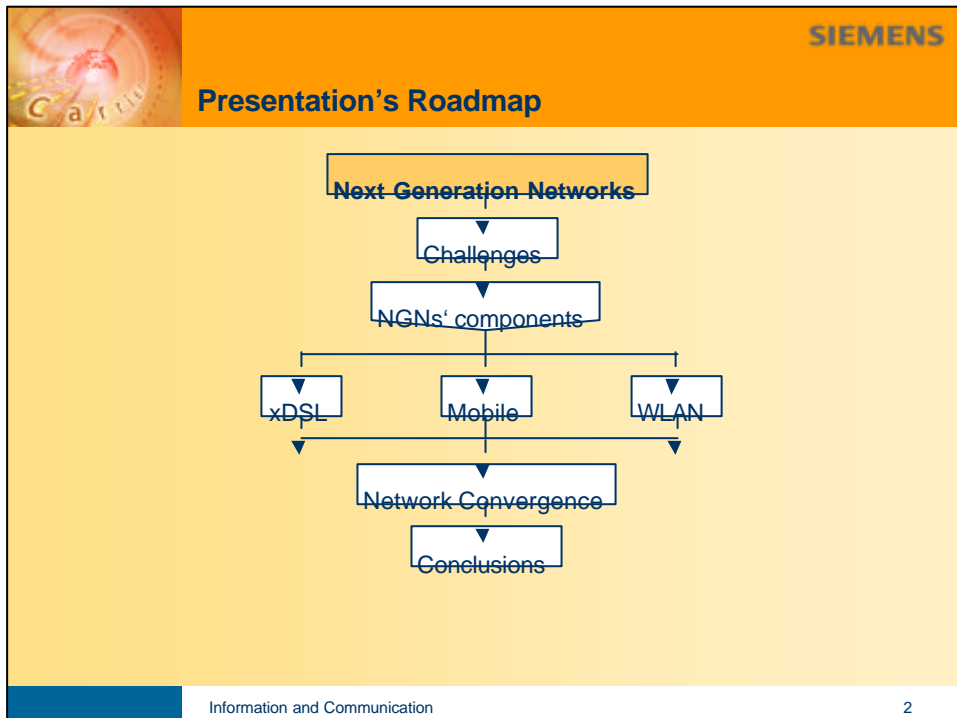 SIEMENS
Carri
Presentation’s Roadmap
Next Generation Networks
Challenges
NGNs‘ components
xDSL Mobile WLAN
Network Convergence
Conclusions
Information and Communication 2